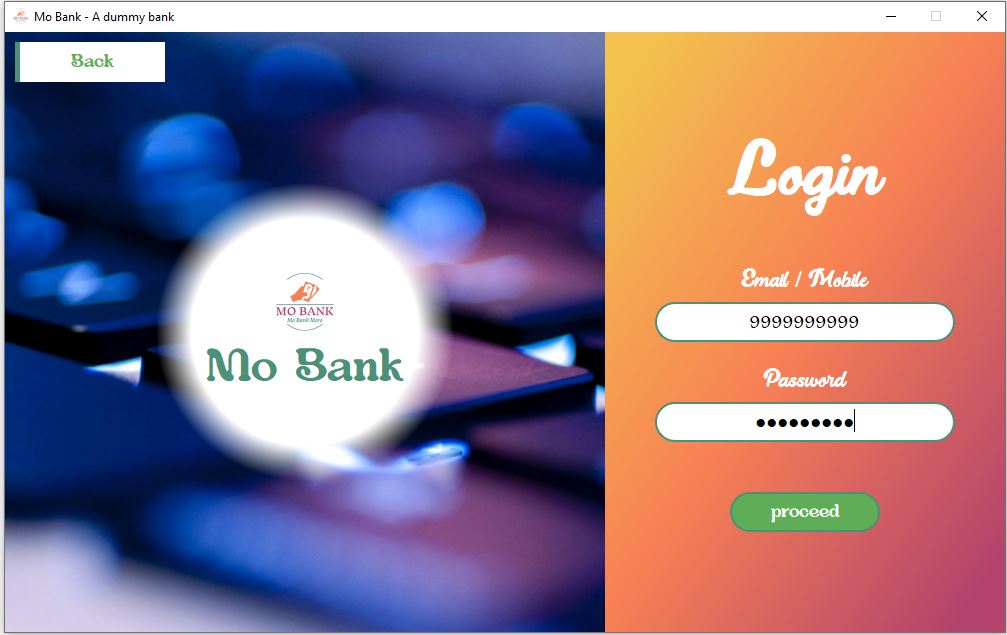 Mo Bank - A dummy bank
Back
MO BANK
Mo Bank More
Mo Bank
Login
Email / Mobile
9999999999
Password
•••••••••
proceed